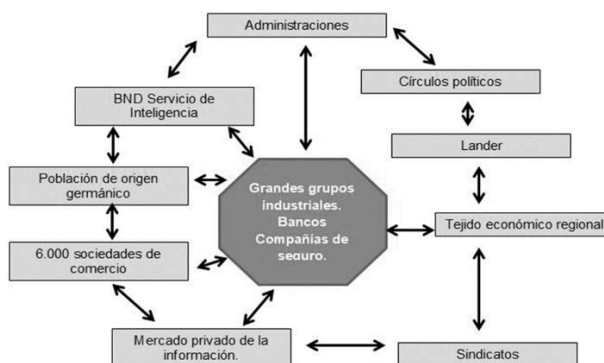 Administraciones
BND Servicio de
Inteligencia
Círculos políticos
Lander
Población de origen
germánico
Grandes grupos
industriales.
Bancos
Compañías de
seguro.
Tejido económico regional
6.000 sociedades de
comercio
Mercado privado de la
información.
Sindicatos